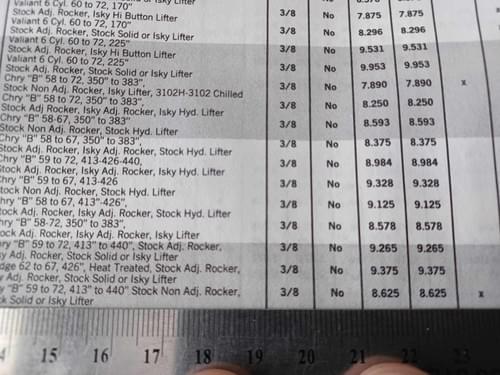 Valiant 6 Cyl. 60 to 72, 170"
Stock Adj. Rocker, Isky Hi Button Lifter 3/8 No 7.875 7.875
Valiant 6 Cyl. 60 to 72, 170"
Stock Adj. Rocker, Stock Solid or Isky Lifter 3/8 No 8.296 8.296
Valiant 6 Cyl. 60 to 72, 225"
Stock Adj. Rocker, Isky Hi Button Lifter 3/8 No 9.531 9.531
Valiant 6 Cyl. 60 to 72, 225"
Stock Adj. Rocker, Stock Solid or Isky Lifter 3/8 No 9.953 9.953
Chry "B" 58 to 72, 350" to 383",
Stock Non Adj. Rocker, Isky Lifter, 3102H-3102 Chilled 3/8 No 7.890 7.890 x
Chry "B" 58 to 72, 350" to 383",
Stock Adj. Rocker, Isky Adj. Rocker, Isky Hyd. Lifter 3/8 No 8.250 8.250
Chry "B" 58-67, 350" to 383"
Stock Non Adj. Rocker, Stock Hyd. Lifter 3/8 No 8.593 8.593
Chry "B" 58 to 67, 350" to 383",
Stock Adj. Rocker, Isky Adj. Rocker, Stock Hyd. Lifter 3/8 No 8.375 8.375
Chry "B" 59 to 72, 413-426-440,
Stock Adj. Rocker, Isky Adj. Rocker, Isky Hyd. Lifter 3/8 No 8.984 8.984
Chry "B" 59 to 67, 413-426
tock Non Adj. Rocker, Stock Hyd. Lifter 3/8 No 9.328 9.328
hry "B" 58 to 67, 413"-426",
tock Adj. Rocker, Isky Adj. Rocker, Stock Hyd. Lifter 3/8 No 9.125 9.125
hry "B" 58-72, 350" to 383",
ock Adj. Rocker, Isky Adj. Rocker, Isky Lifter 3/8 No 8.578 8.578
hry "B" 59 to 72, 413" to 440", Stock Adj. Rocker,
y Adj. Rocker, Stock Solid or Isky Lifter 3/8 No 9.265 9.265
dge 62 to 67, 426", Heat Treated, Stock Adj. Rocker,
y Adj. Rocker, Stock Solid or Isky Lifter 3/8 No 9.375 9.375
y "B" 59 to 72, 413" to 440" Stock Non Adj. Rocker,
ck Solid or Isky Lifter 3/8 No 8.625 8.625 x
4 15 16 17 18 19 20 21 22 23